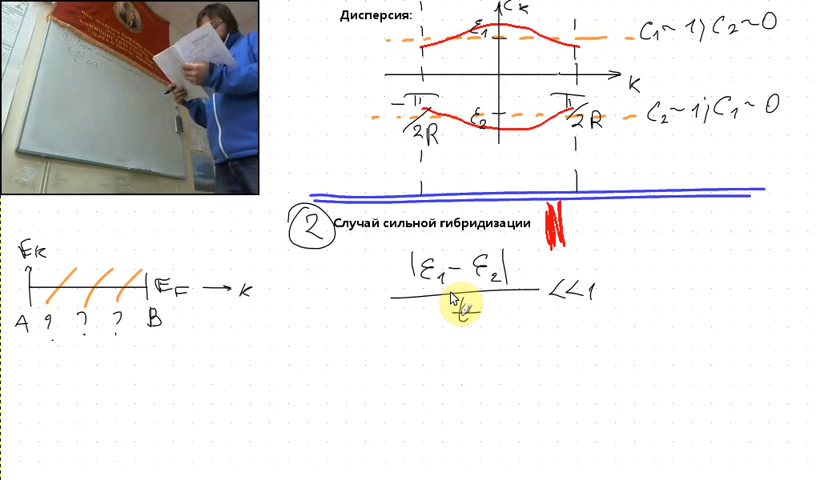 Дисперсия:
ε₁
εk
C₁~1; C₂~0
K
-π/2R
ε₂
π/2R
C₂~1; C₁~0
2
Случай сильной гибридизации
|ε₁ - ε₂|
t
<<1
EK
EF
K
A ? ? ? B